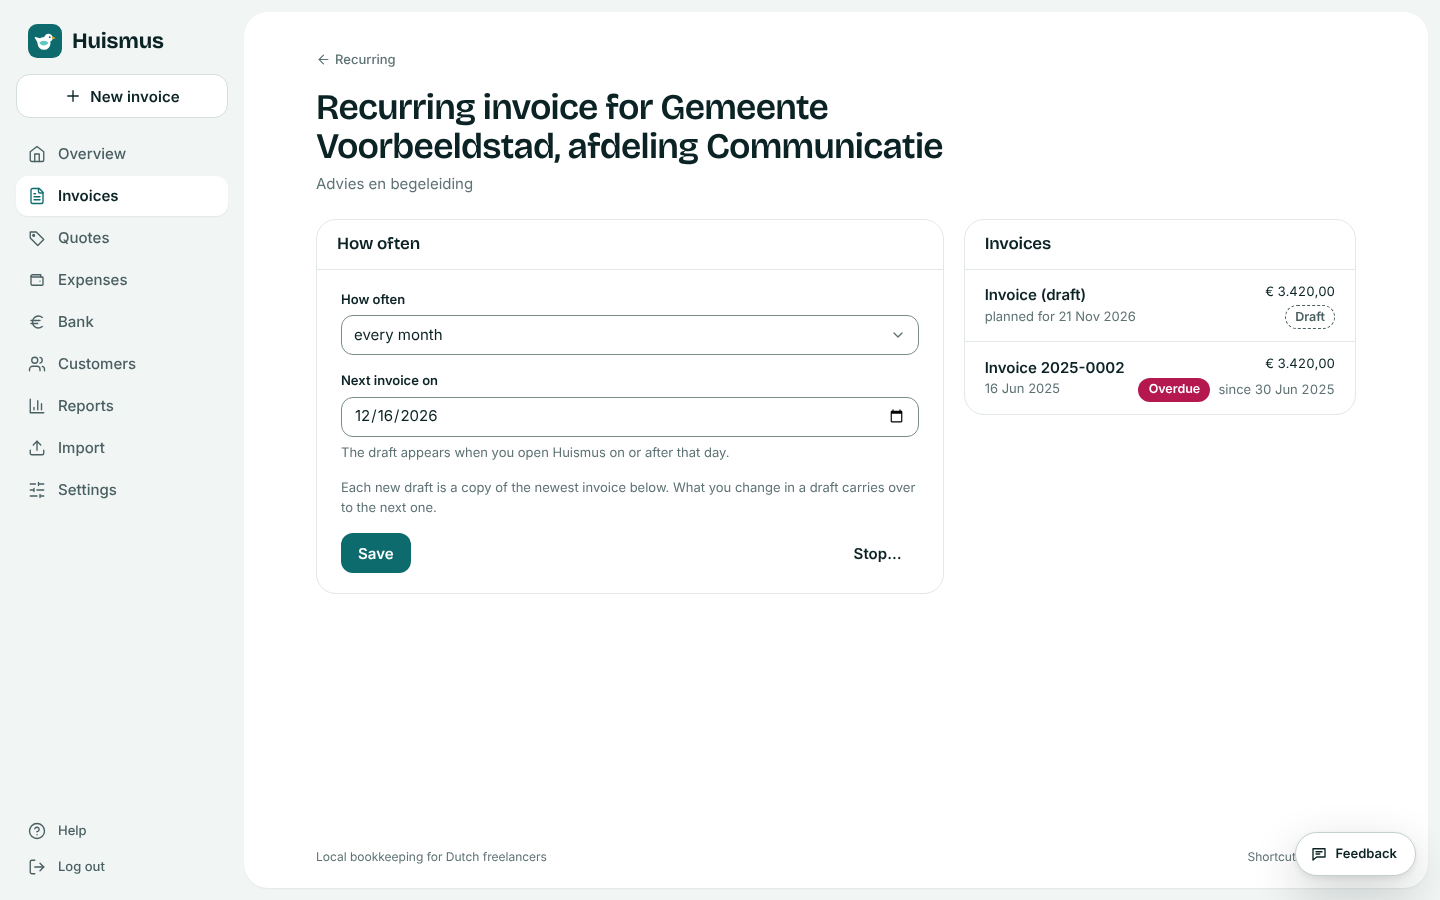 Huismus
New invoice
Overview
Invoices
Quotes
Expenses
Bank
Customers
Reports
Import
Settings
Help
Log out
Recurring
Recurring invoice for Gemeente
Voorbeeldstad, afdeling Communicatie
Advies en begeleiding
How often
How often
every month
Next invoice on
12/16/2026
The draft appears when you open Huismus on or after that day.
Each new draft is a copy of the newest invoice below. What you change in a draft carries over
to the next one.
Save
Stop...
Invoices
Invoice (draft)
€ 3.420,00
planned for 21 Nov 2026
Draft
Invoice 2025-0002
€ 3.420,00
16 Jun 2025
Overdue
since 30 Jun 2025
Local bookkeeping for Dutch freelancers
Feedback